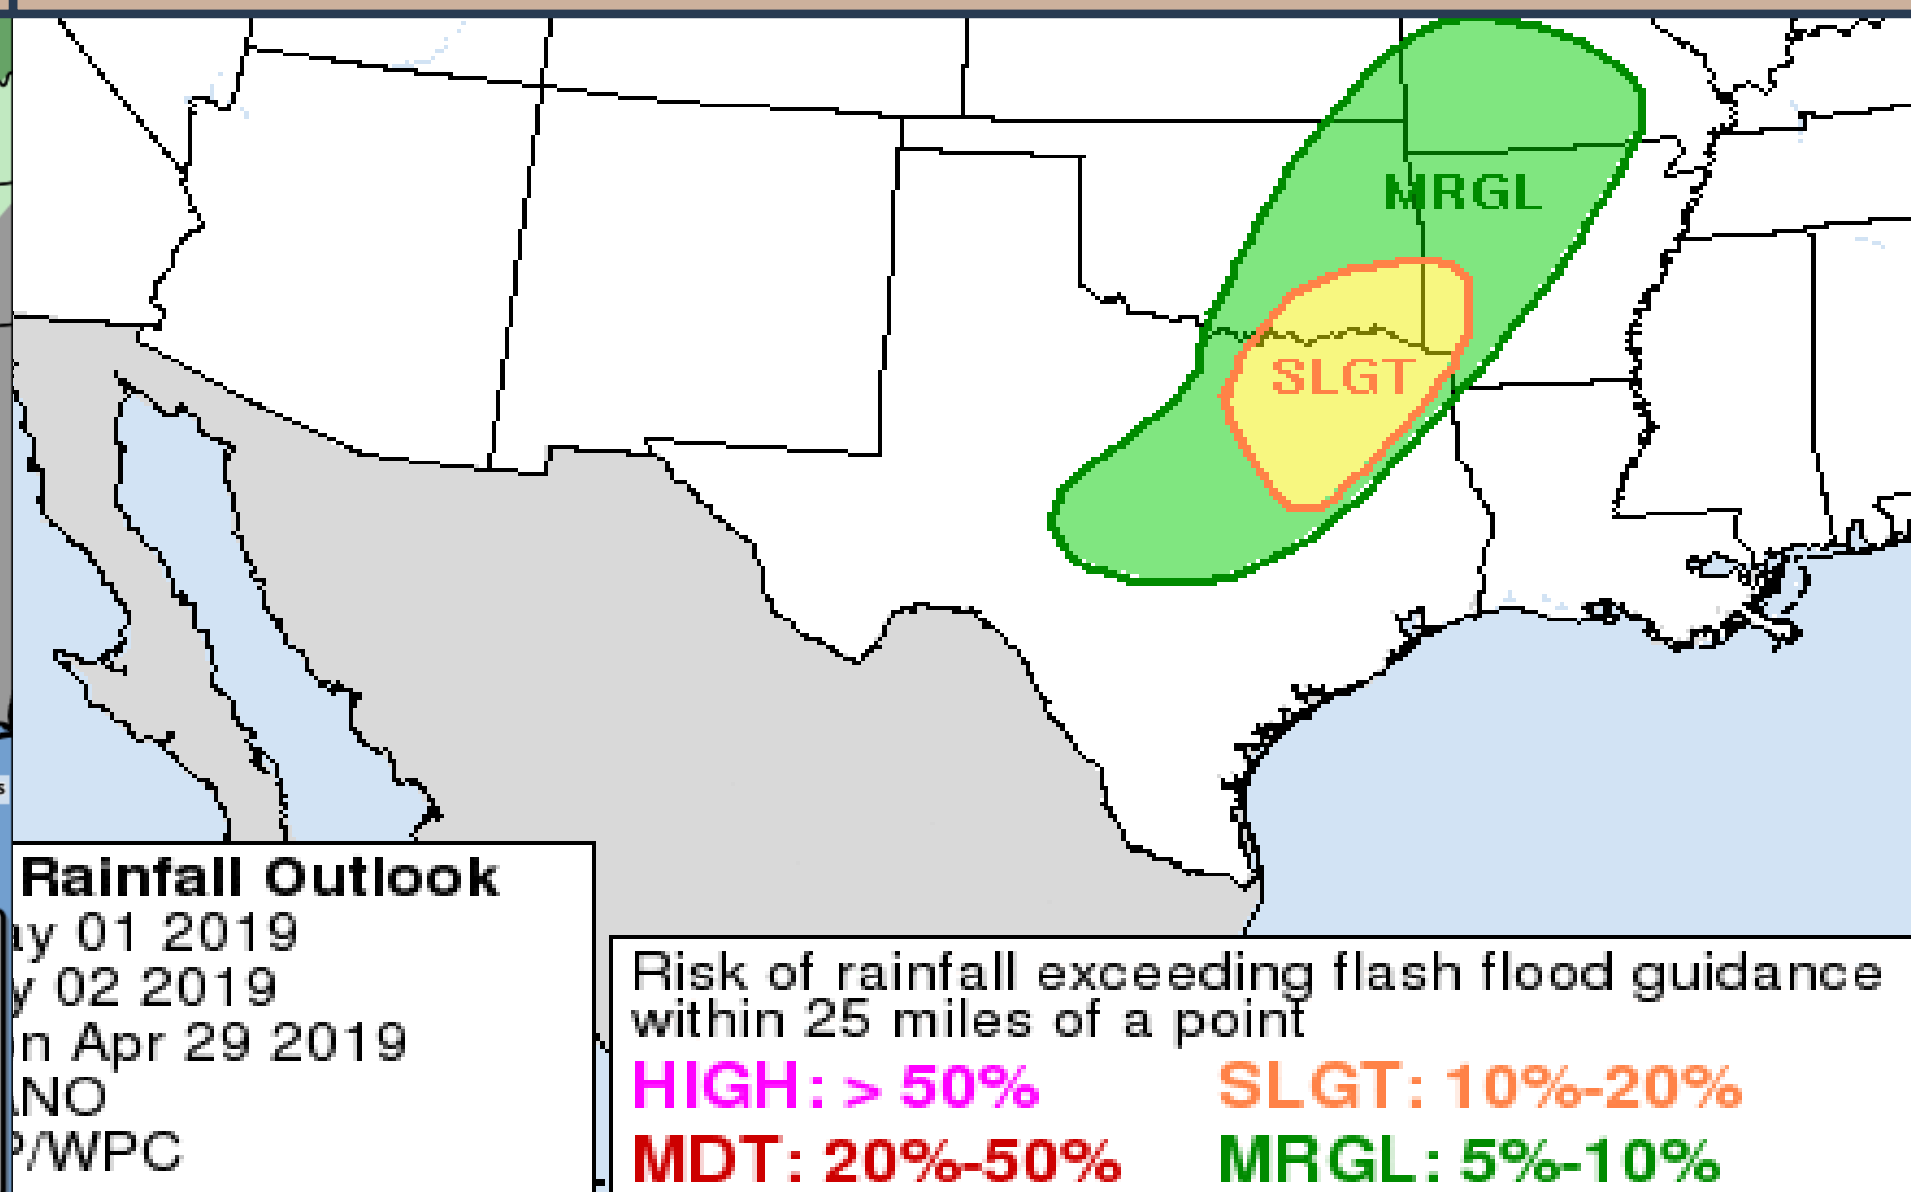 MRGL
SLGT
Rainfall Outlook
ay 01 2019
y 02 2019
n Apr 29 2019
NO
P/WPC
Risk of rainfall exceeding flash flood guidance
within 25 miles of a point
HIGH: > 50% SLGT: 10%-20%
MDT: 20%-50% MRGL: 5%-10%